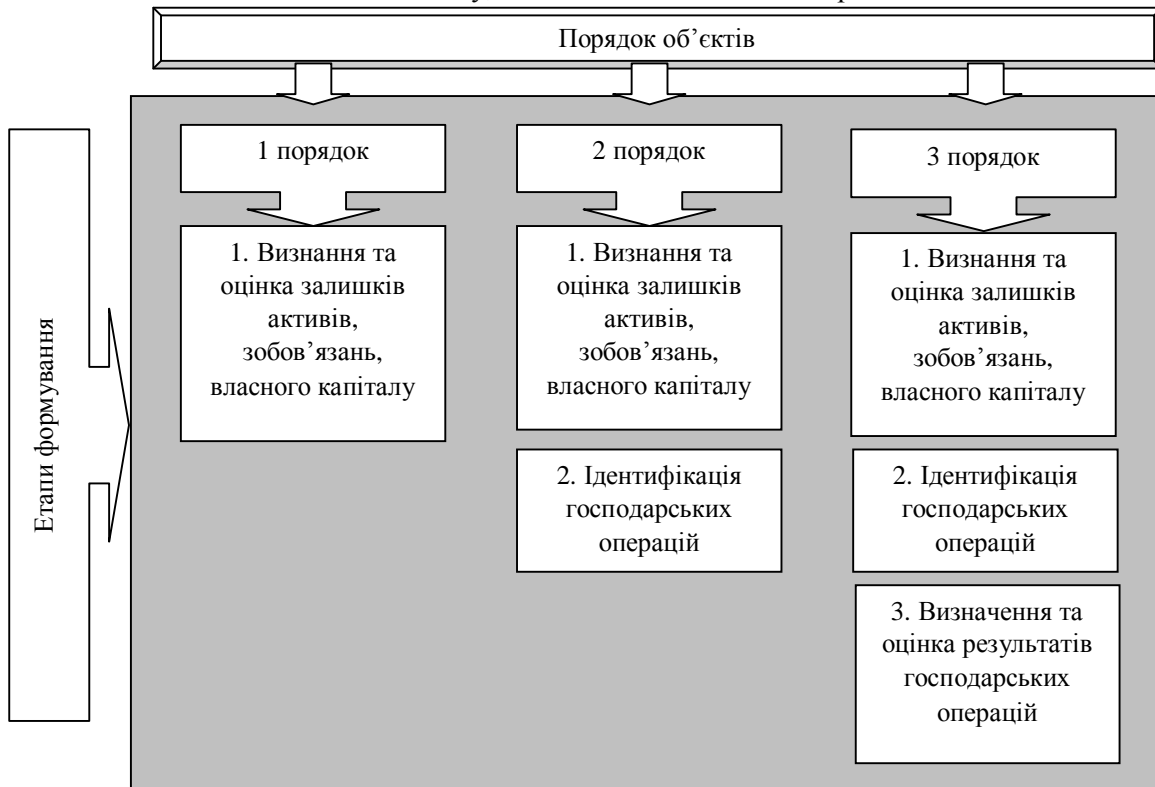 Порядок об’єктів
1 порядок
2 порядок
3 порядок
1. Визнання та
оцінка залишків
активів,
зобов’язань,
власного капіталу
1. Визнання та
оцінка залишків
активів,
зобов’язань,
власного капіталу
2. Ідентифікація
господарських
операцій
1. Визнання та
оцінка залишків
активів,
зобов’язань,
власного капіталу
2. Ідентифікація
господарських
операцій
3. Визначення та
оцінка результатів
господарських
операцій
Етапи формування